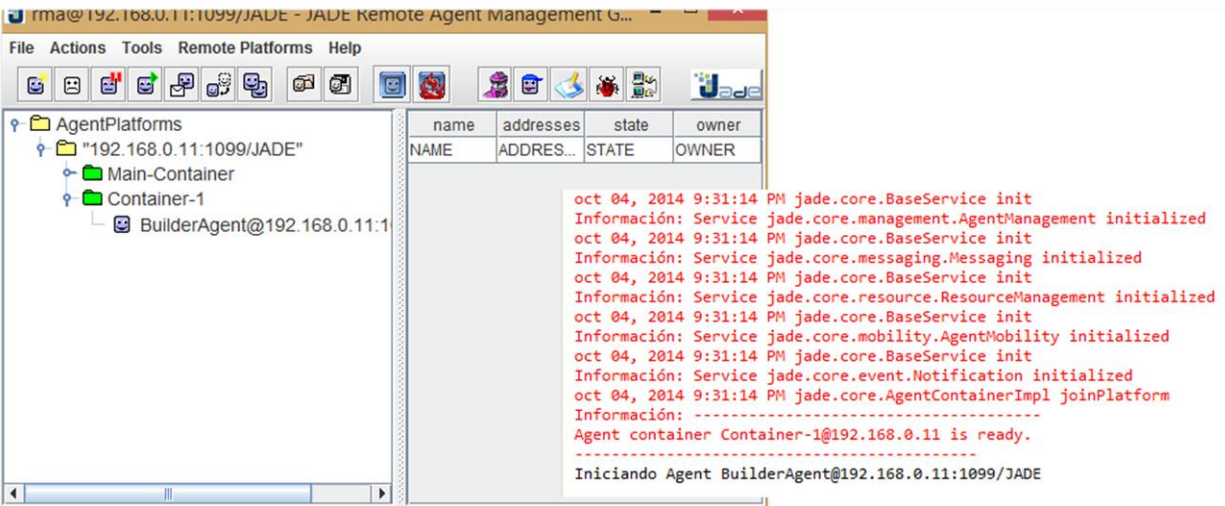 rma@192.168.0.11:1099/JADE - JADE Remote Agent Management G...
File Actions Tools Remote Platforms Help
Jade
AgentPlatforms
"192.168.0.11:1099/JADE"
Main-Container
Container-1
BuilderAgent@192.168.0.11:1
name addresses state owner
NAME ADDRES... STATE OWNER
oct 04, 2014 9:31:14 PM jade.core.BaseService init
Información: Service jade.core.management.AgentManagement initialized
oct 04, 2014 9:31:14 PM jade.core.BaseService init
Información: Service jade.core.messaging.Messaging initialized
oct 04, 2014 9:31:14 PM jade.core.BaseService init
Información: Service jade.core.resource.ResourceManagement initialized
oct 04, 2014 9:31:14 PM jade.core.BaseService init
Información: Service jade.core.mobility.AgentMobility initialized
oct 04, 2014 9:31:14 PM jade.core.BaseService init
Información: Service jade.core.event.Notification initialized
oct 04, 2014 9:31:14 PM jade.core.AgentContainerImpl joinPlatform
Información: --------------------------------------
Agent container Container-1@192.168.0.11 is ready.
--------------------------------------------
Iniciando Agent BuilderAgent@192.168.0.11:1099/JADE